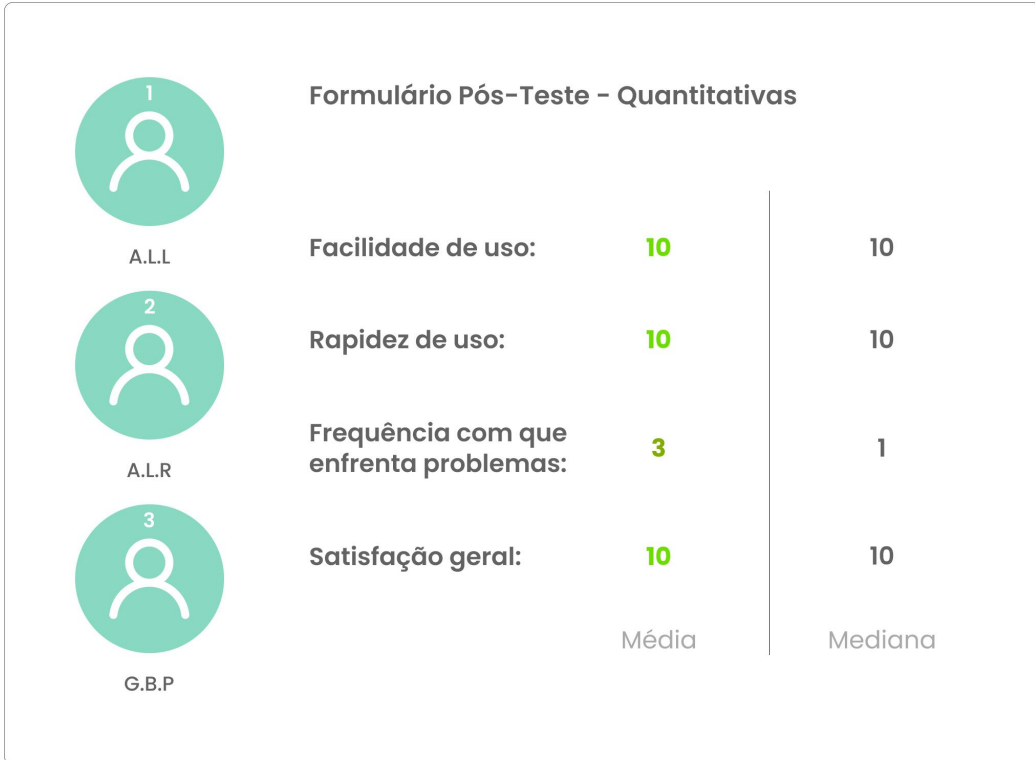 1
A.L.L
2
A.L.R
3
G.B.P
Formulário Pós-Teste - Quantitativas
Facilidade de uso: 10 10
Rapidez de uso: 10 10
Frequência com que
enfrenta problemas: 3 1
Satisfação geral: 10 10
Média Mediana